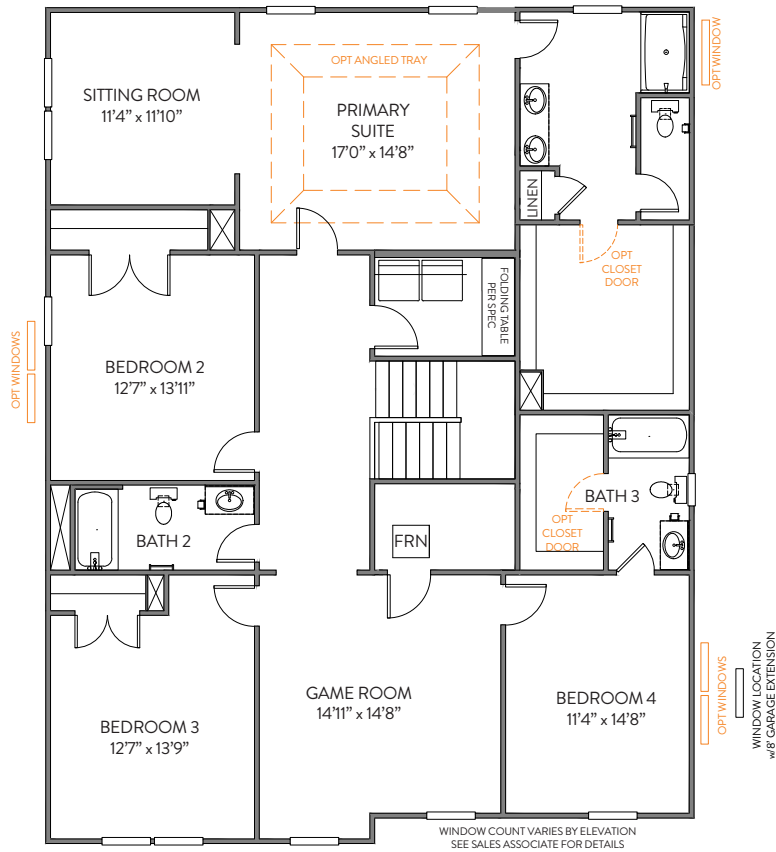 OPT ANGLED TRAY
OPT WINDOW
SITTING ROOM
11'4" x 11'10"
PRIMARY
SUITE
17'0" x 14'8"
LINEN
OPT
CLOSET
DOOR
FOLDING TABLE
PER SPEC
OPT WINDOWS
BEDROOM 2
12'7" x 13'11"
BATH 2
FRN
BATH 3
OPT
CLOSET
DOOR
BEDROOM 3
12'7" x 13'9"
GAME ROOM
14'11" x 14'8"
BEDROOM 4
11'4" x 14'8"
OPT WINDOWS
WINDOW LOCATION
w/8' GARAGE EXTENSION
WINDOW COUNT VARIES BY ELEVATION
SEE SALES ASSOCIATE FOR DETAILS